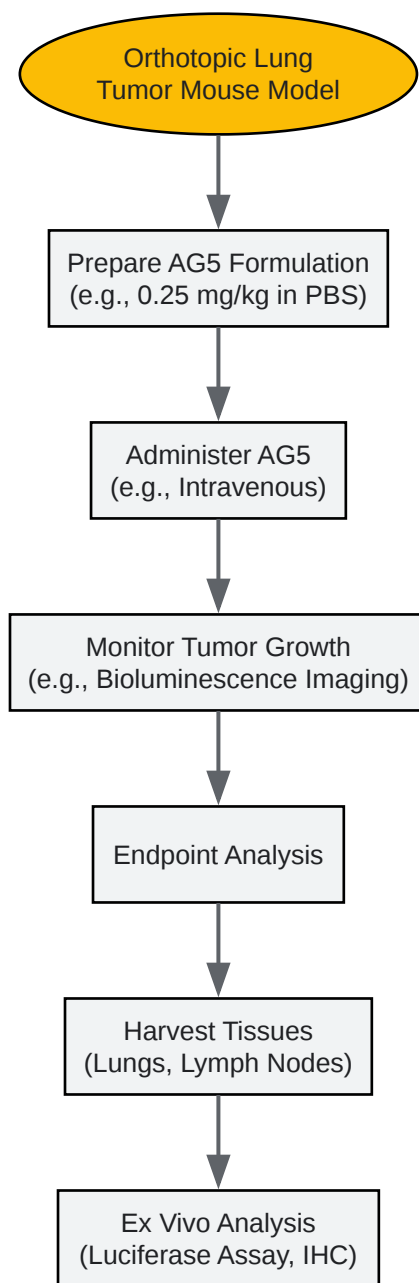 Orthotopic Lung
Tumor Mouse Model
Prepare AG5 Formulation
(e.g., 0.25 mg/kg in PBS)
Administer AG5
(e.g., Intravenous)
Monitor Tumor Growth
(e.g., Bioluminescence Imaging)
Endpoint Analysis
Harvest Tissues
(Lungs, Lymph Nodes)
Ex Vivo Analysis
(Luciferase Assay, IHC)